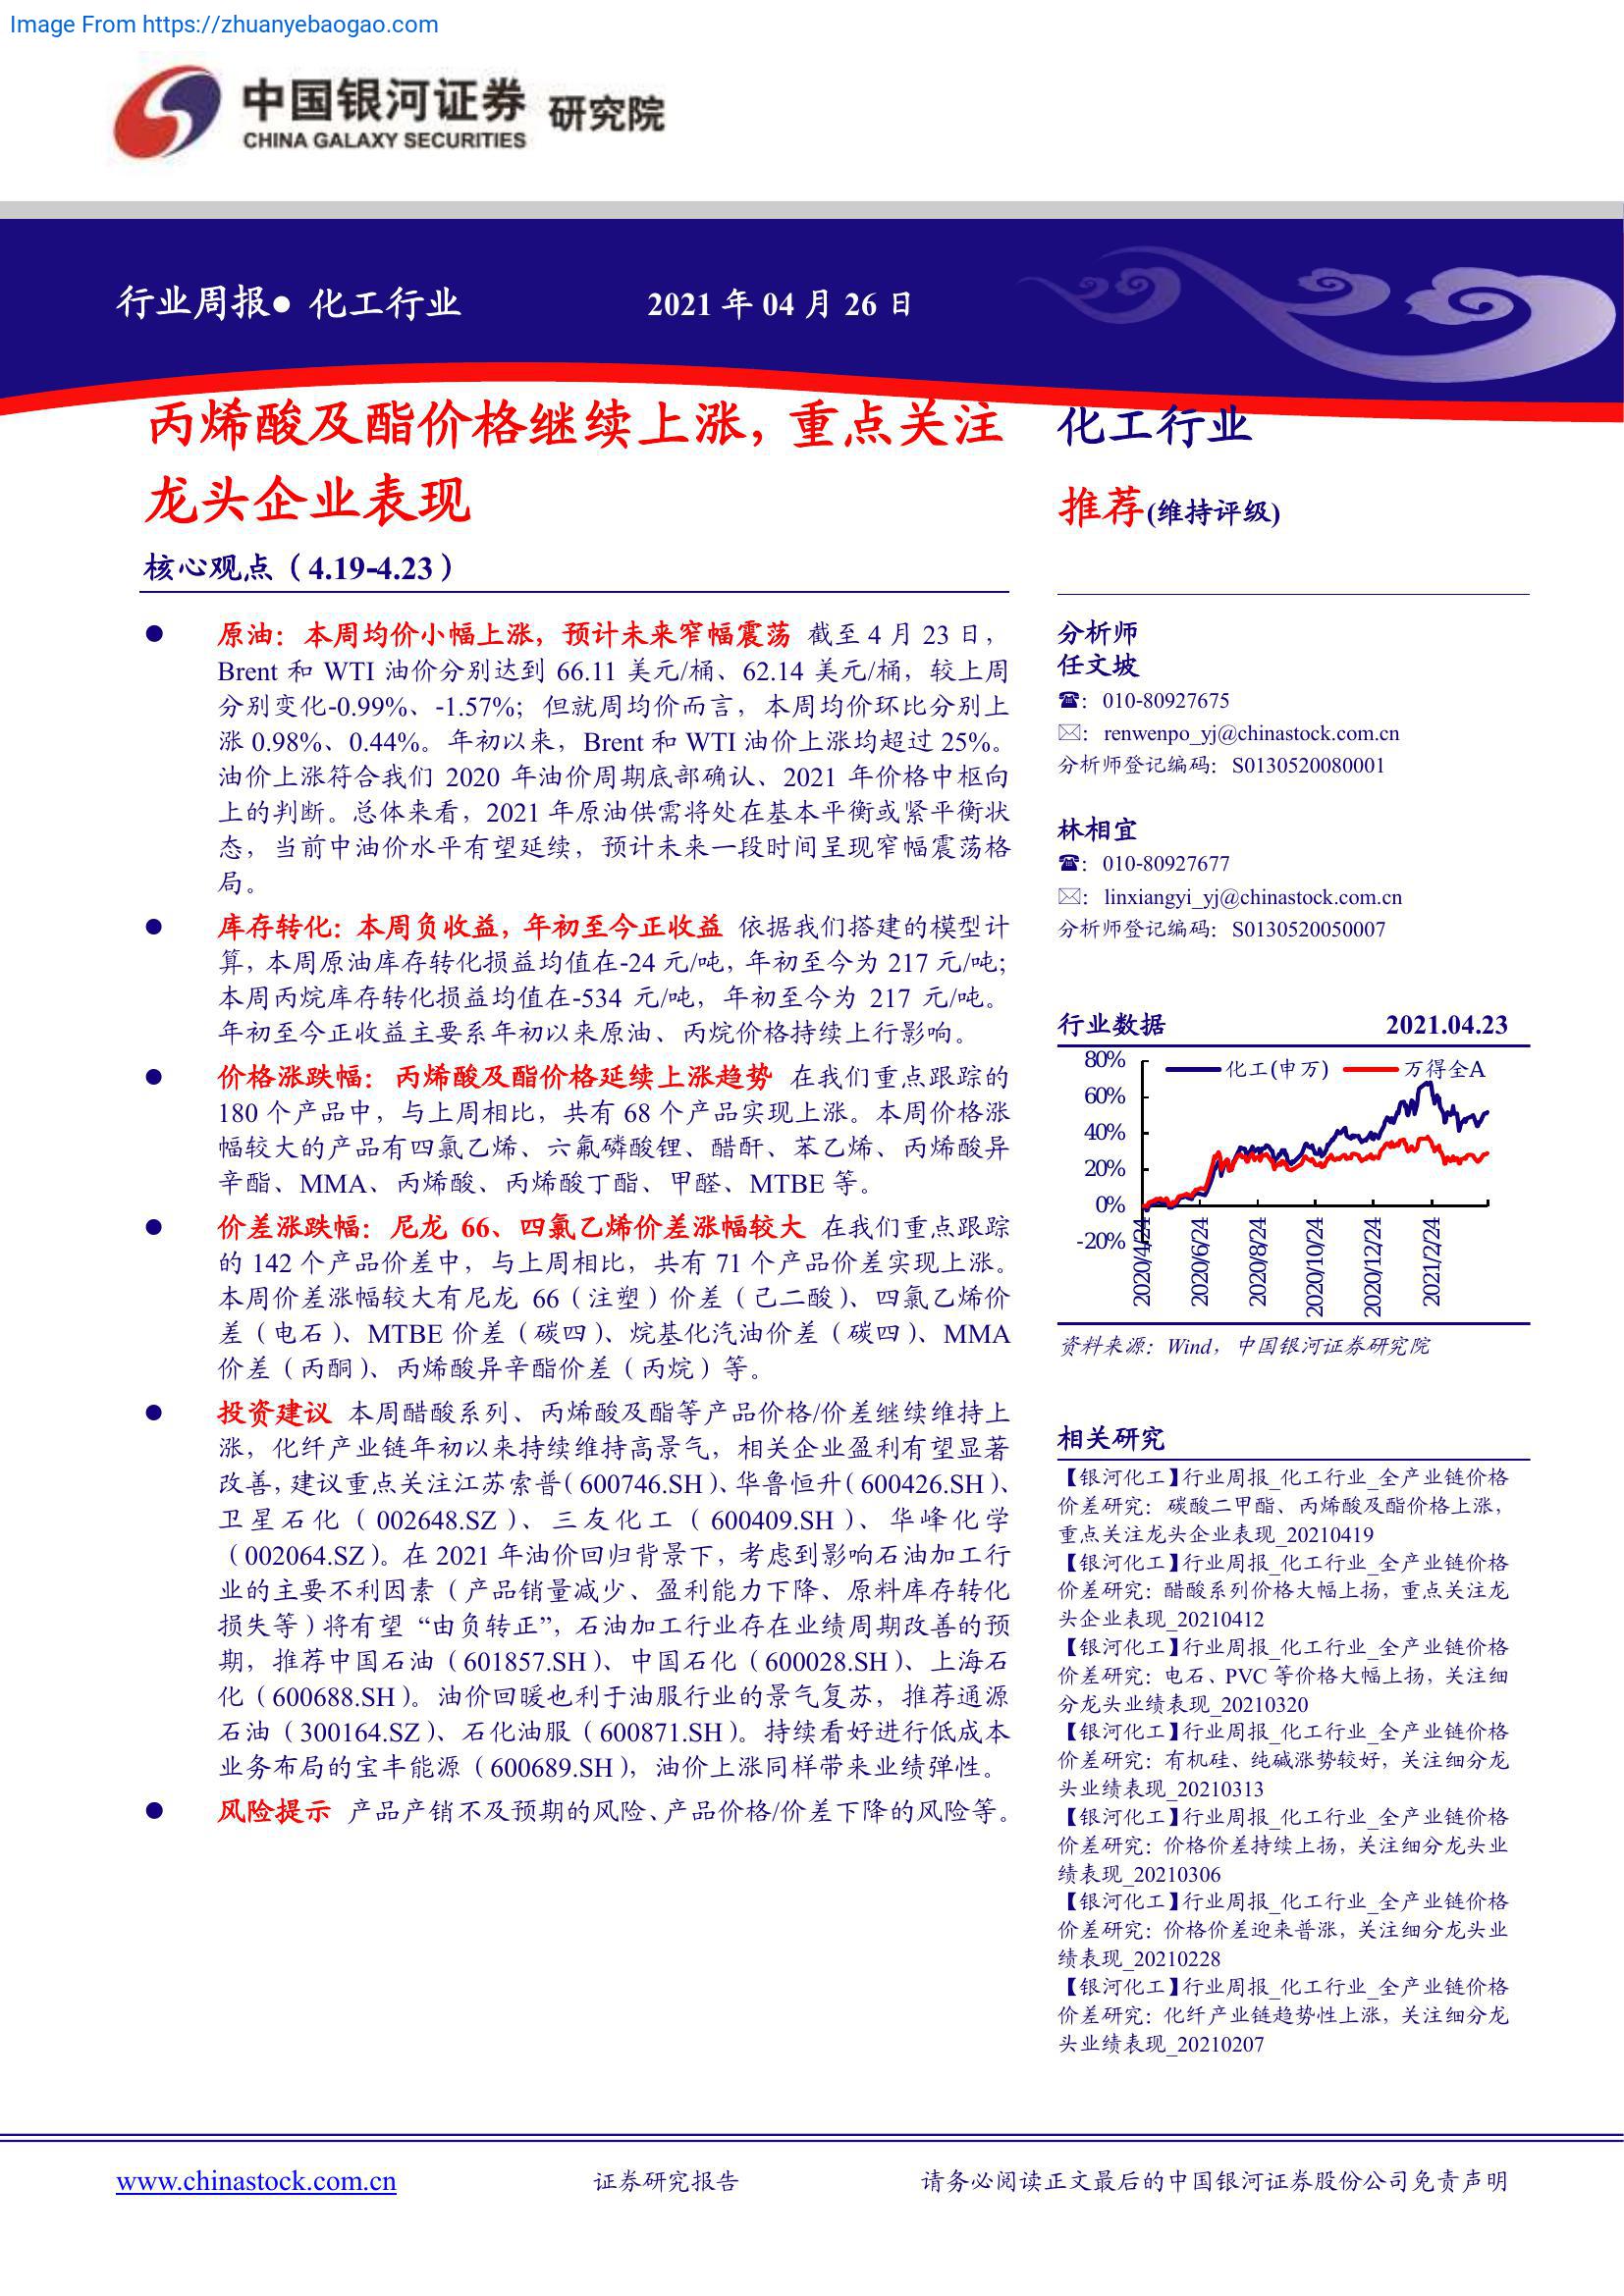 Image From https://zhuanyebaogao.com
中国银河证券 研究院
CHINA GALAXY SECURITIES
行业周报● 化工行业
2021 年 04 月 26 日
丙烯酸及酯价格继续上涨，重点关注
龙头企业表现
核心观点（4.19-4.23）
● 原油：本周均价小幅上涨，预计未来窄幅震荡 截至 4 月 23 日，
Brent 和 WTI 油价分别达到 66.11 美元/桶、62.14 美元/桶，较上周
分别变化-0.99%、-1.57%；但就周均价而言，本周均价环比分别上
涨 0.98%、0.44%。年初以来，Brent 和 WTI 油价上涨均超过 25%。
油价上涨符合我们 2020 年油价周期底部确认、2021 年价格中枢向
上的判断。总体来看，2021 年原油供需将处在基本平衡或紧平衡状
态，当前中油价水平有望延续，预计未来一段时间呈现窄幅震荡格
局。
● 库存转化：本周负收益，年初至今正收益 依据我们搭建的模型计
算，本周原油库存转化损益均值在-24 元/吨，年初至今为 217 元/吨；
本周丙烷库存转化损益均值在-534 元/吨，年初至今为 217 元/吨。
年初至今正收益主要系年初以来原油、丙烷价格持续上行影响。
● 价格涨跌幅：丙烯酸及酯价格延续上涨趋势 在我们重点跟踪的
180 个产品中，与上周相比，共有 68 个产品实现上涨。本周价格涨
幅较大的产品有四氯乙烯、六氟磷酸锂、醋酐、苯乙烯、丙烯酸异
辛酯、MMA、丙烯酸、丙烯酸丁酯、甲醛、MTBE 等。
● 价差涨跌幅：尼龙 66、四氯乙烯价差涨幅较大 在我们重点跟踪
的 142 个产品价差中，与上周相比，共有 71 个产品价差实现上涨。
本周价差涨幅较大有尼龙 66（注塑）价差（己二酸）、四氯乙烯价
差（电石）、MTBE 价差（碳四）、烷基化汽油价差（碳四）、MMA
价差（丙酮）、丙烯酸异辛酯价差（丙烷）等。
● 投资建议 本周醋酸系列、丙烯酸及酯等产品价格/价差继续维持上
涨，化纤产业链年初以来持续维持高景气，相关企业盈利有望显著
改善，建议重点关注江苏索普（600746.SH）、华鲁恒升（600426.SH）、
卫星石化（002648.SZ）、三友化工（600409.SH）、华峰化学
（002064.SZ）。在 2021 年油价回归背景下，考虑到影响石油加工行
业的主要不利因素（产品销量减少、盈利能力下降、原料库存转化
损失等）将有望“由负转正”，石油加工行业存在业绩周期改善的预
期，推荐中国石油（601857.SH）、中国石化（600028.SH）、上海石
化（600688.SH）。油价回暖也利于油服行业的景气复苏，推荐通源
石油（300164.SZ）、石化油服（600871.SH）。持续看好进行低成本
业务布局的宝丰能源（600689.SH），油价上涨同样带来业绩弹性。
● 风险提示 产品产销不及预期的风险、产品价格/价差下降的风险等。
化工行业
推荐(维持评级)
分析师
任文坡
☎：010-80927675
✉：renwenpo_yj@chinastock.com.cn
分析师登记编码：S0130520080001
林相宜
☎：010-80927677
✉：linxiangyi_yj@chinastock.com.cn
分析师登记编码：S0130520050007
行业数据 2021.04.23
化工(申万) 万得全A
80%
60%
40%
20%
0%
-20%
2020/4/24
2020/6/24
2020/8/24
2020/10/24
2020/12/24
2021/2/24
资料来源：Wind，中国银河证券研究院
相关研究
【银河化工】行业周报_化工行业_全产业链价格
价差研究：碳酸二甲酯、丙烯酸及酯价格上涨，
重点关注龙头企业表现_20210419
【银河化工】行业周报_化工行业_全产业链价格
价差研究：醋酸系列价格大幅上扬，重点关注龙
头企业表现_20210412
【银河化工】行业周报_化工行业_全产业链价格
价差研究：电石、PVC 等价格大幅上扬，关注细
分龙头业绩表现_20210320
【银河化工】行业周报_化工行业_全产业链价格
价差研究：有机硅、纯碱涨势较好，关注细分龙
头业绩表现_20210313
【银河化工】行业周报_化工行业_全产业链价格
价差研究：价格价差持续上扬，关注细分龙头业
绩表现_20210306
【银河化工】行业周报_化工行业_全产业链价格
价差研究：价格价差迎来普涨，关注细分龙头业
绩表现_20210228
【银河化工】行业周报_化工行业_全产业链价格
价差研究：化纤产业链趋势性上涨，关注细分龙
头业绩表现_20210207
www.chinastock.com.cn
证券研究报告
请务必阅读正文最后的中国银河证券股份公司免责声明